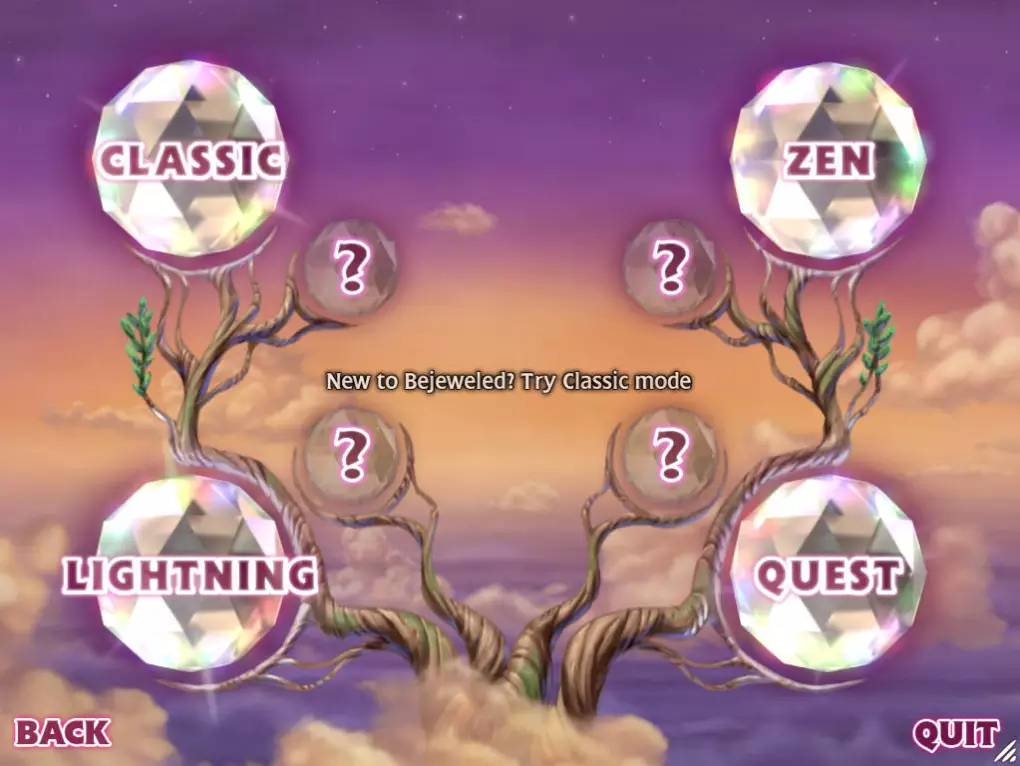 CLASSIC
ZEN
?
?
New to Bejeweled? Try Classic mode
?
?
LIGHTNING
QUEST
BACK
QUIT